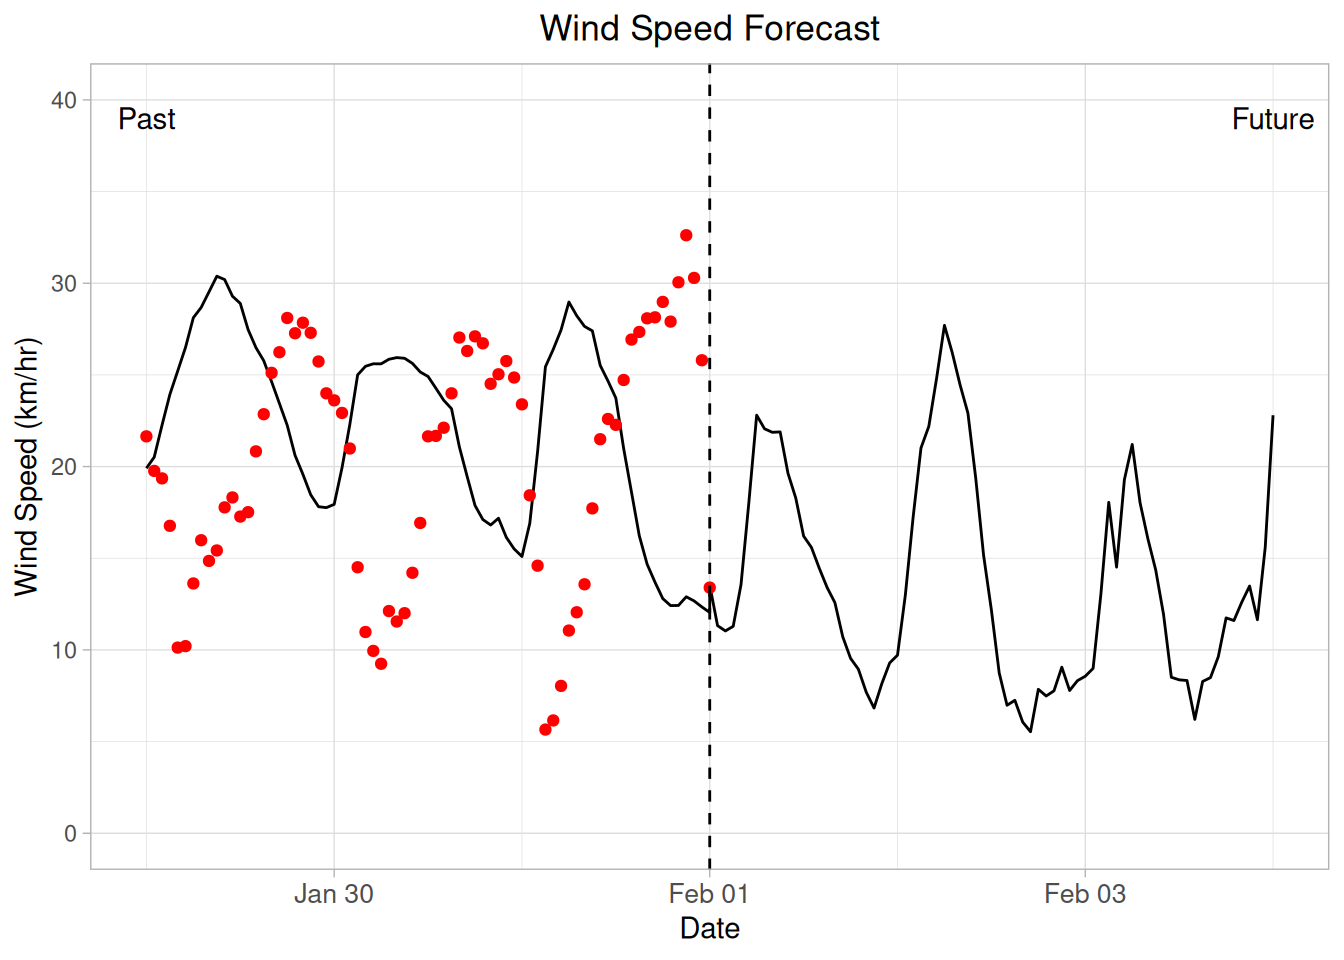 Wind Speed Forecast
Past
Future
40
30
20
10
0
Wind Speed (km/hr)
Jan 30
Feb 01
Feb 03
Date